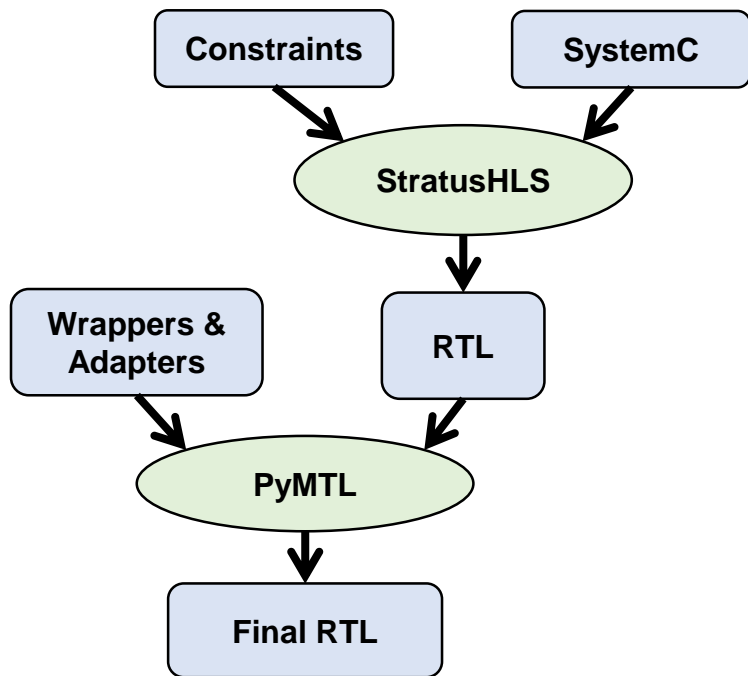 Constraints
SystemC
StratusHLS
Wrappers &
Adapters
RTL
PyMTL
Final RTL